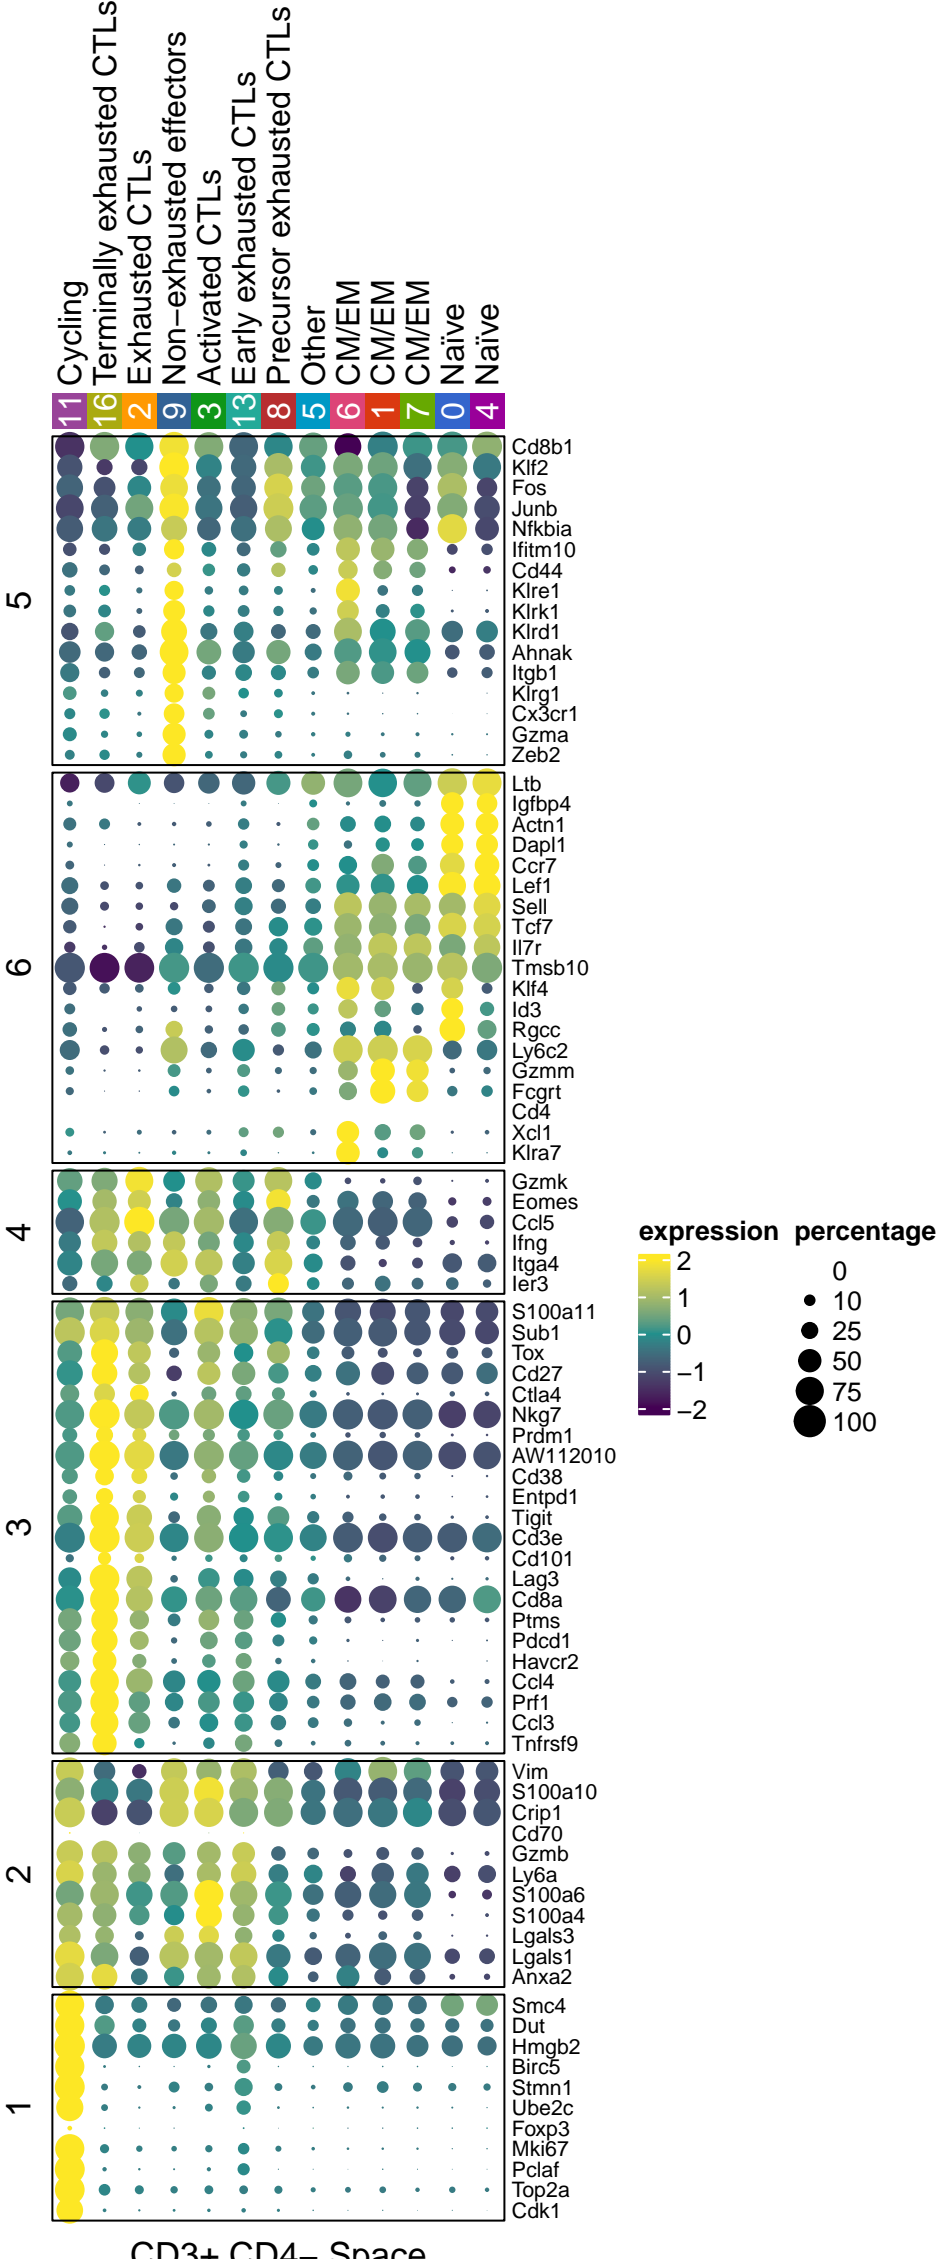 Cycling
Terminally exhausted CTLs
Exhausted CTLs
Non−exhausted effectors
Activated CTLs
Early exhausted CTLs
Precursor exhausted CTLs
Other
CM/EM
CM/EM
CM/EM
Naïve
Naïve
11
16
2
9
3
13
8
5
6
1
7
0
4
5
Cd8b1
Klf2
Fos
Junb
Nfkbia
Ifitm10
Cd44
Klre1
Klrk1
Klrd1
Ahnak
Itgb1
Klrg1
Cx3cr1
Gzma
Zeb2
6
Ltb
Igfbp4
Actn1
Dapl1
Ccr7
Lef1
Sell
Tcf7
Il7r
Tmsb10
Klf4
Id3
Rgcc
Ly6c2
Gzmm
Fcgrt
Cd4
Xcl1
Klra7
4
Gzmk
Eomes
Ccl5
Ifng
Itga4
Ier3
3
S100a11
Sub1
Tox
Cd27
Ctla4
Nkg7
Prdm1
AW112010
Cd38
Entpd1
Tigit
Cd3e
Cd101
Lag3
Cd8a
Ptms
Pdcd1
Havcr2
Ccl4
Prf1
Ccl3
Tnfrsf9
2
Vim
S100a10
Crip1
Cd70
Gzmb
Ly6a
S100a6
S100a4
Lgals3
Lgals1
Anxa2
1
Smc4
Dut
Hmgb2
Birc5
Stmn1
Ube2c
Foxp3
Mki67
Pclaf
Top2a
Cdk1
CD3+ CD4− Space
expression
2
1
0
−1
−2
percentage
0
10
25
50
75
100